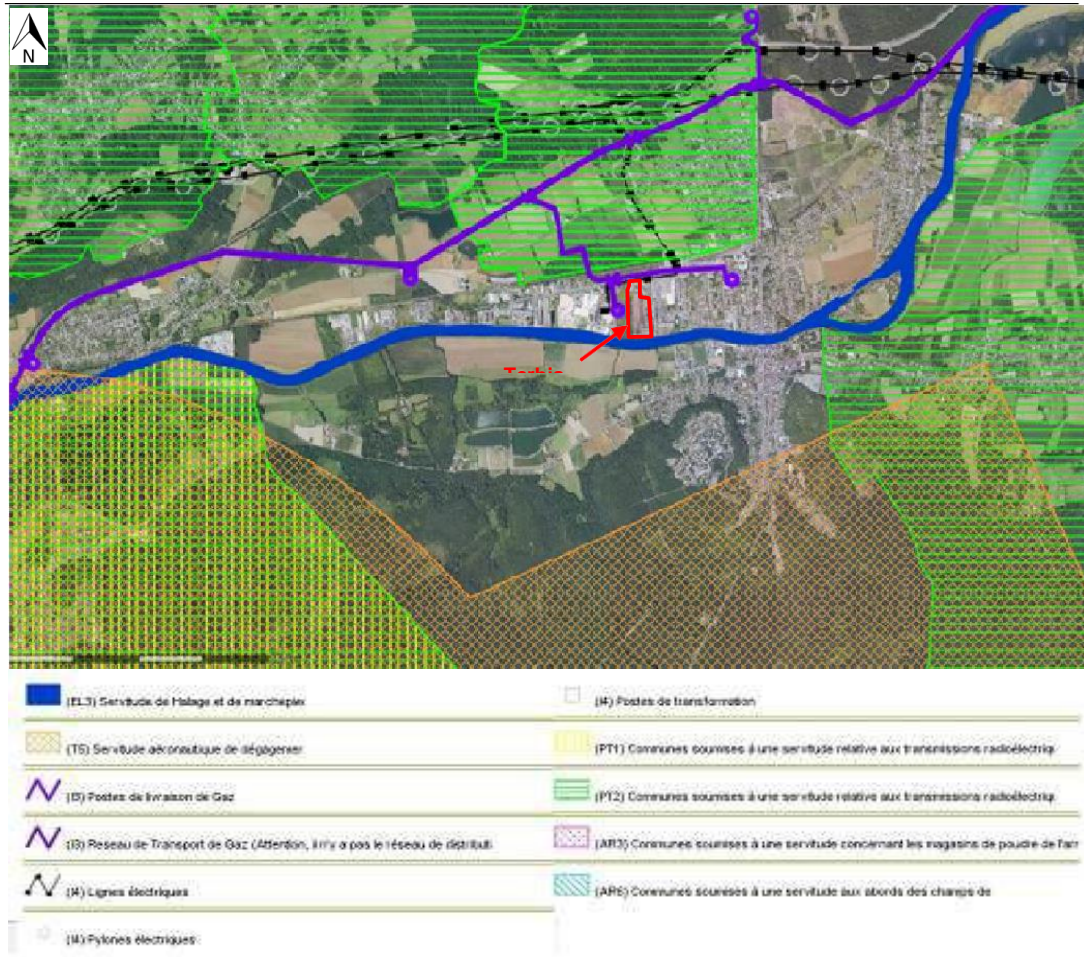 N
(EL3) Servitude de Halage et de marchepie
(T5) Servitude aéronautique de dégagemer
(I3) Postes de livraison de Gaz
(I3) Reseau de Transport de Gaz (Attention, il n'y a pas le réseau de distributi
(I4) Lignes électriques
(I4) Pylones électriques
(I4) Postes de transformation
(PT1) Communes soumises à une servitude relative aux transmissions radioélectriq
(PT2) Communes soumises à une servitude relative aux transmissions radioélectriq
(AR3) Communes soumises à une servitude concernant les magasins de poudre de l'arr
(AR6) Communes soumises à une servitude aux abords des champs de